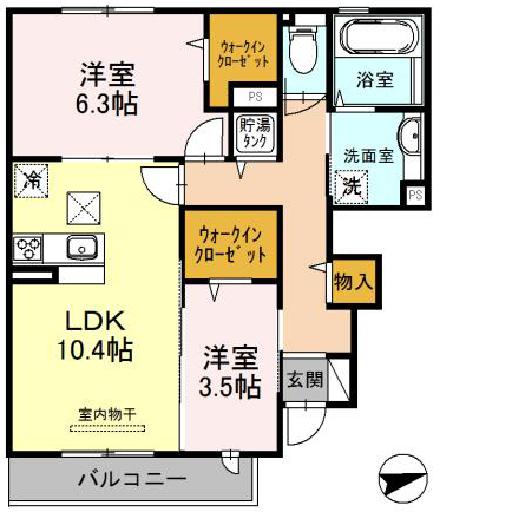 洋室
6.3帖
ウォークイン
クローゼット
PS
貯湯
タンク
浴室
洗面室
洗
PS
冷
ウォークイン
クローゼット
物入
LDK
10.4帖
洋室
3.5帖
玄関
室内物干
バルコニー